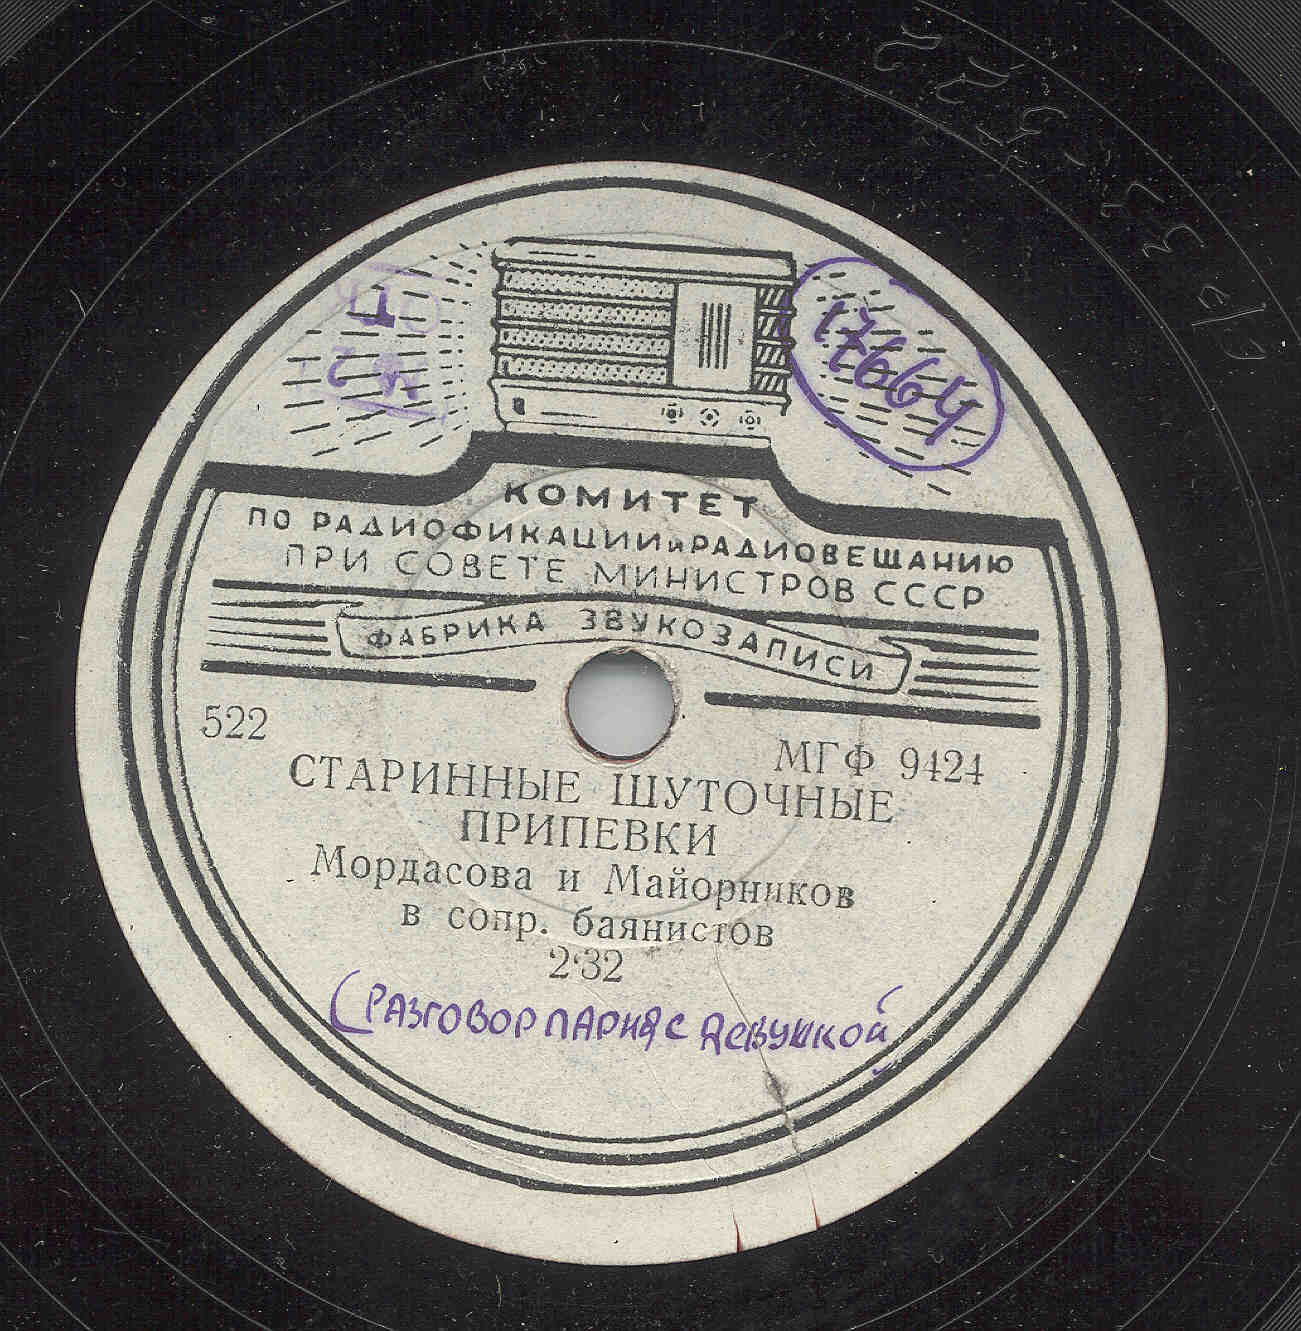 17664
КОМИТЕТ
ПО РАДИОФИКАЦИИ и РАДИОВЕЩАНИЮ
ПРИ СОВЕТЕ МИНИСТРОВ СССР
ФАБРИКА ЗВУКОЗАПИСИ
522
МГФ 9424
СТАРИННЫЕ ШУТОЧНЫЕ
ПРИПЕВКИ
Мордасова и Майорников
в сопр. баянистов
2·32
(РАЗГОВОР ПАРНЯ С ДЕВУШКОЙ)